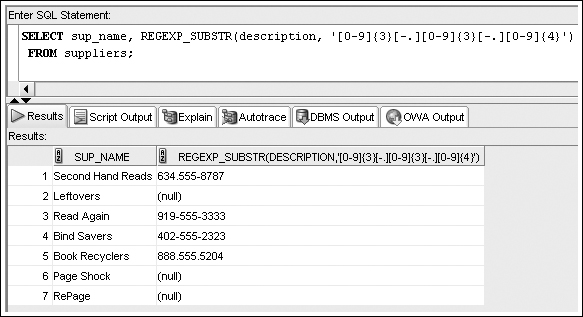 Enter SQL Statement:
SELECT sup_name, REGEXP_SUBSTR(description, '[0-9]{3}[-.][0-9]{3}[-.][0-9]{4}')
FROM suppliers;
Results Script Output Explain Autotrace DBMS Output OWA Output
Results:
SUP_NAME REGEXP_SUBSTR(DESCRIPTION,'[0-9]{3}[-.][0-9]{3}[-.][0-9]{4}')
1 Second Hand Reads 634.555-8787
2 Leftovers (null)
3 Read Again 919-555-3333
4 Bind Savers 402-555-2323
5 Book Recyclers 888.555.5204
6 Page Shock (null)
7 RePage (null)